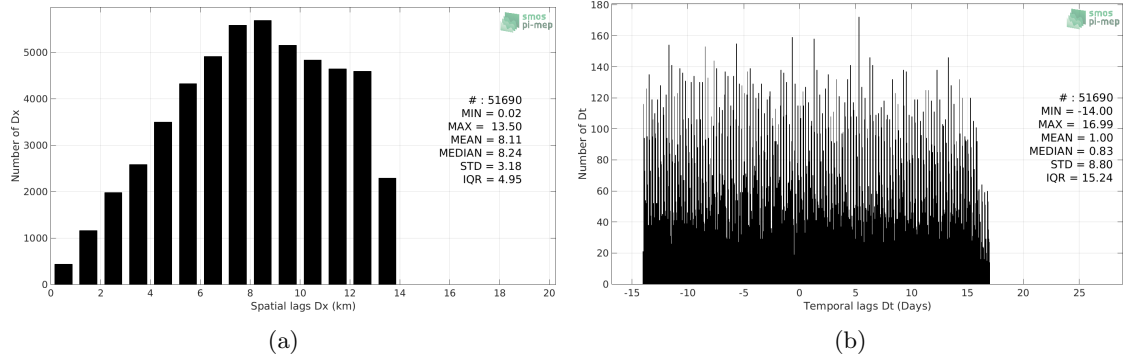 smos
pi-mep
Number of Dx
5000
4000
3000
2000
1000
0
# : 51690
MIN = 0.02
MAX = 13.50
MEAN = 8.11
MEDIAN = 8.24
STD = 3.18
IQR = 4.95
0 2 4 6 8 10 12 14 16 18 20
Spatial lags Dx (km)
(a)
smos
pi-mep
Number of Dt
180
160
140
120
100
80
60
40
20
0
# : 51690
MIN = -14.00
MAX = 16.99
MEAN = 1.00
MEDIAN = 0.83
STD = 8.80
IQR = 15.24
-15 -10 -5 0 5 10 15 20 25
Temporal lags Dt (Days)
(b)